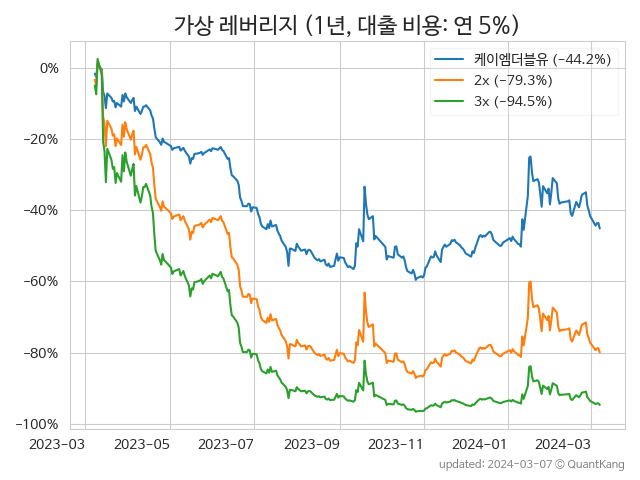 가상 레버리지 (1년, 대출 비용: 연 5%)
케이엠더블유 (−44.2%)
2x (−79.3%)
3x (−94.5%)
0%
−20%
−40%
−60%
−80%
−100%
2023-03 2023-05 2023-07 2023-09 2023-11 2024-01 2024-03
updated: 2024-03-07 © QuantKang